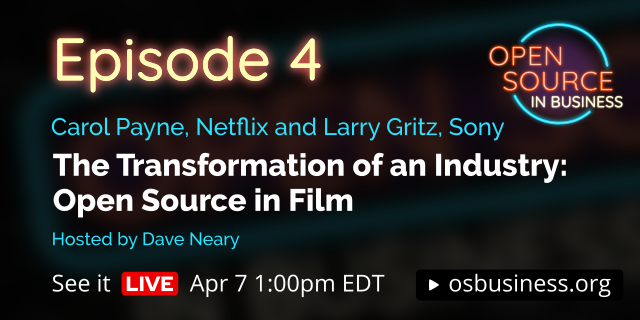 Episode 4
OPEN
SOURCE
IN BUSINESS
Carol Payne, Netflix and Larry Gritz, Sony
The Transformation of an Industry:
Open Source in Film
Hosted by Dave Neary
See it LIVE Apr 7 1:00pm EDT
osbusiness.org